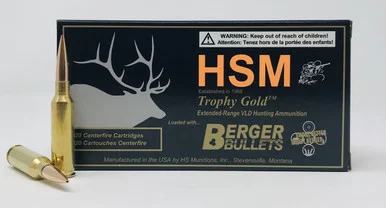 WARNING: Keep out of reach of children!
Attention: Tenez hors de la portée des enfants!
HSM
Established in 1968
Trophy Gold™
Extended-Range VLD Hunting Ammunition
Loaded with...
BERGER
BULLETS
20 Centerfire Cartridges
20 Cartouches Centerfire
Manufactured in the USA by HS Munitions, Inc., Stevensville, Montana